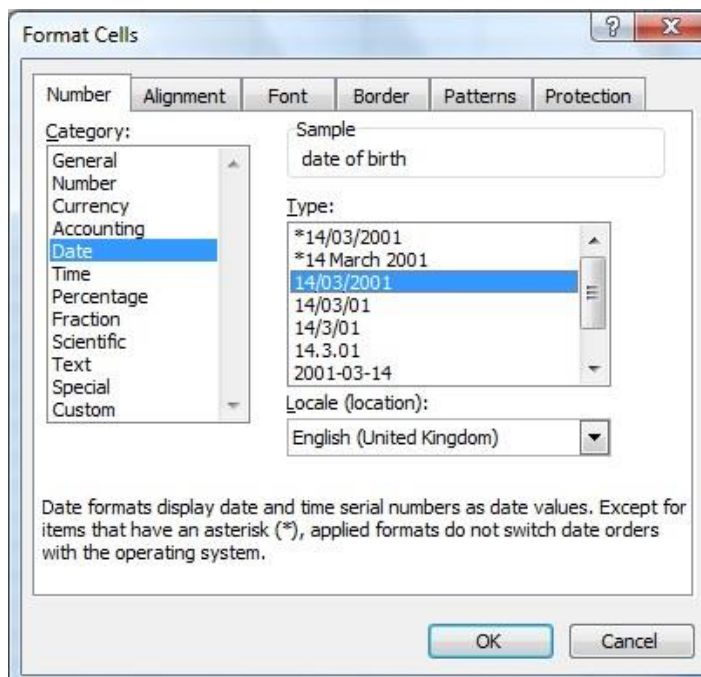 Format Cells
?
X
Number Alignment Font Border Patterns Protection
Category:
General
Number
Currency
Accounting
Date
Time
Percentage
Fraction
Scientific
Text
Special
Custom
Sample
date of birth
Type:
*14/03/2001
*14 March 2001
14/03/2001
14/03/01
14/3/01
14.3.01
2001-03-14
Locale (location):
English (United Kingdom)
Date formats display date and time serial numbers as date values. Except for
items that have an asterisk (*), applied formats do not switch date orders
with the operating system.
OK Cancel